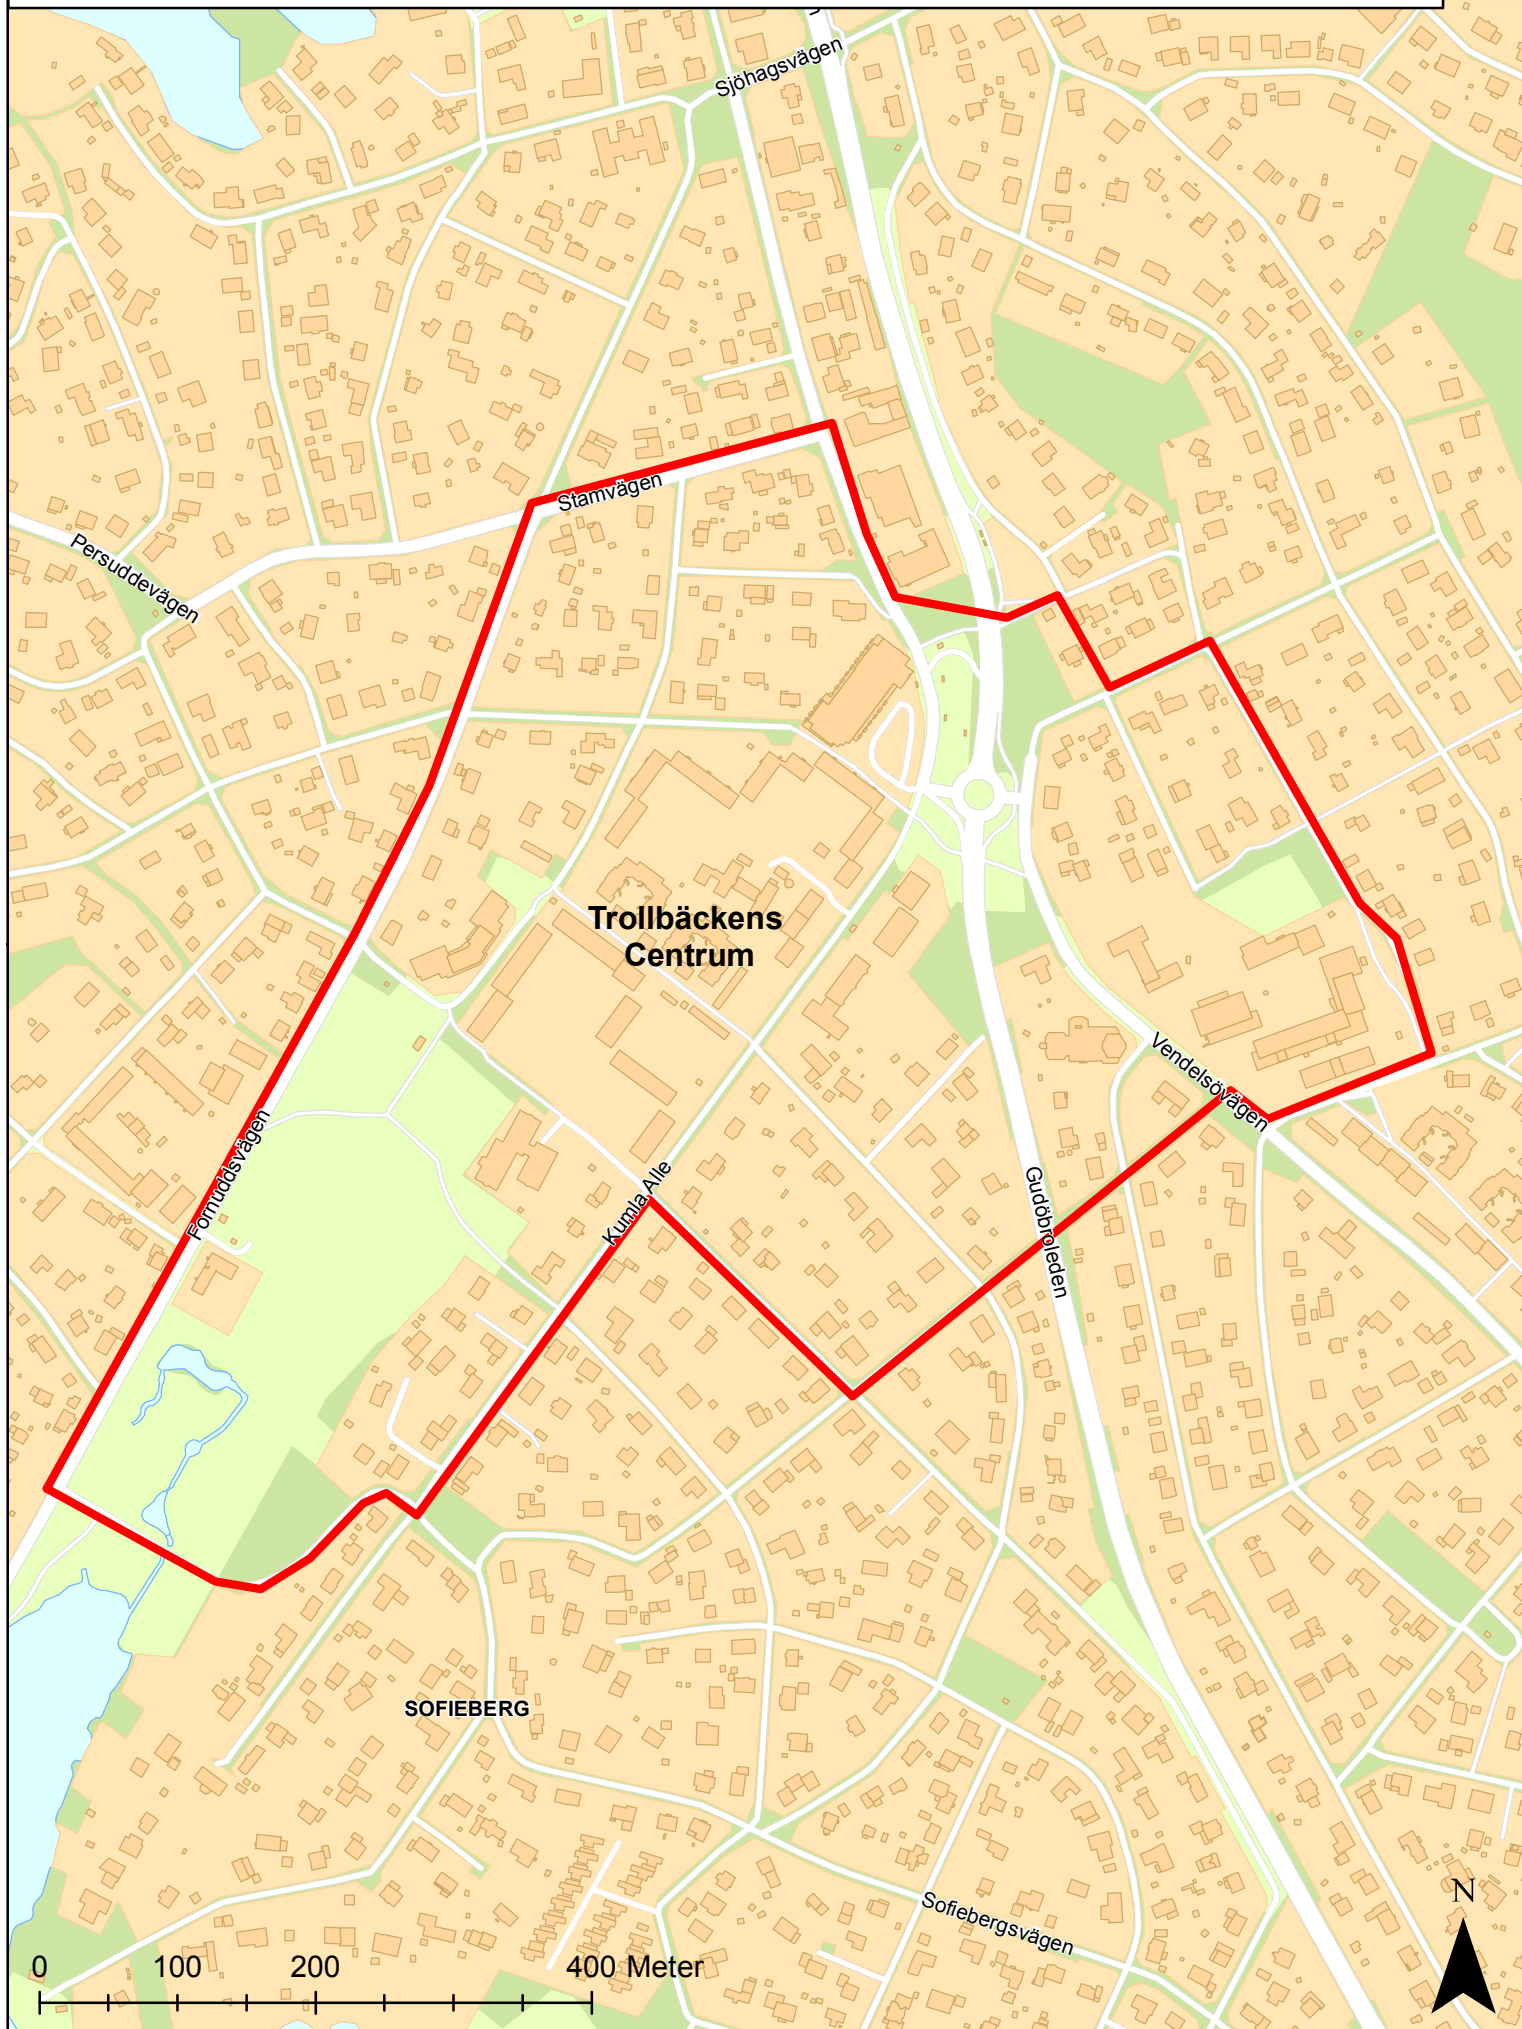 Sjöhagsvägen
Stamvägen
Persuddevägen
Trollbäckens
Centrum
Vendelsövägen
Fornuddsvägen
Kumla Alle
Gudöbroleden
SOFIEBERG
Sofiebergsvägen
N
0 100 200 400 Meter